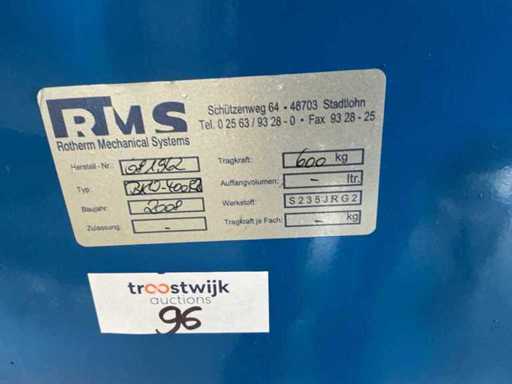 RMS
Rotherm Mechanical Systems
Schützenweg 64 - 48703 Stadtlohn
Tel. 0 25 63 / 93 28 - 0 • Fax 93 28 - 25
Herstell-Nr.: 081962
Typ:
Baujahr: 2008
Zulassung: -
Tragkraft: 600 kg
Auffangvolumen: - ltr.
Werkstoff: S235JRG2
Tragkraft je Fach: - kg
troostwijk
auctions
96